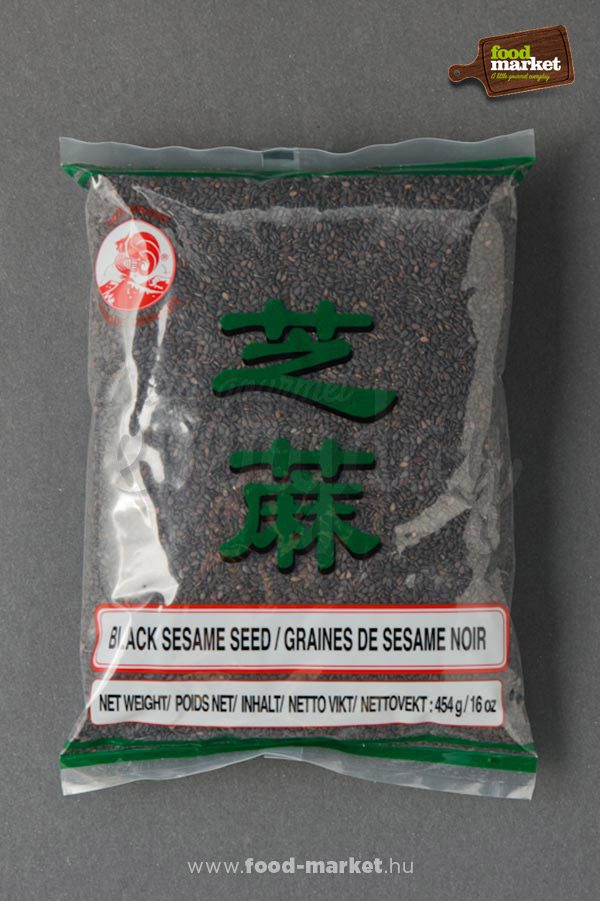 food
market
A little gourmet everyday
芝
蔴
BLACK SESAME SEED / GRAINES DE SESAME NOIR
NET WEIGHT/ POIDS NET/ INHALT/ NETTO VIKT/ NETTOVEKT : 454 g / 16 oz
www.food-market.hu